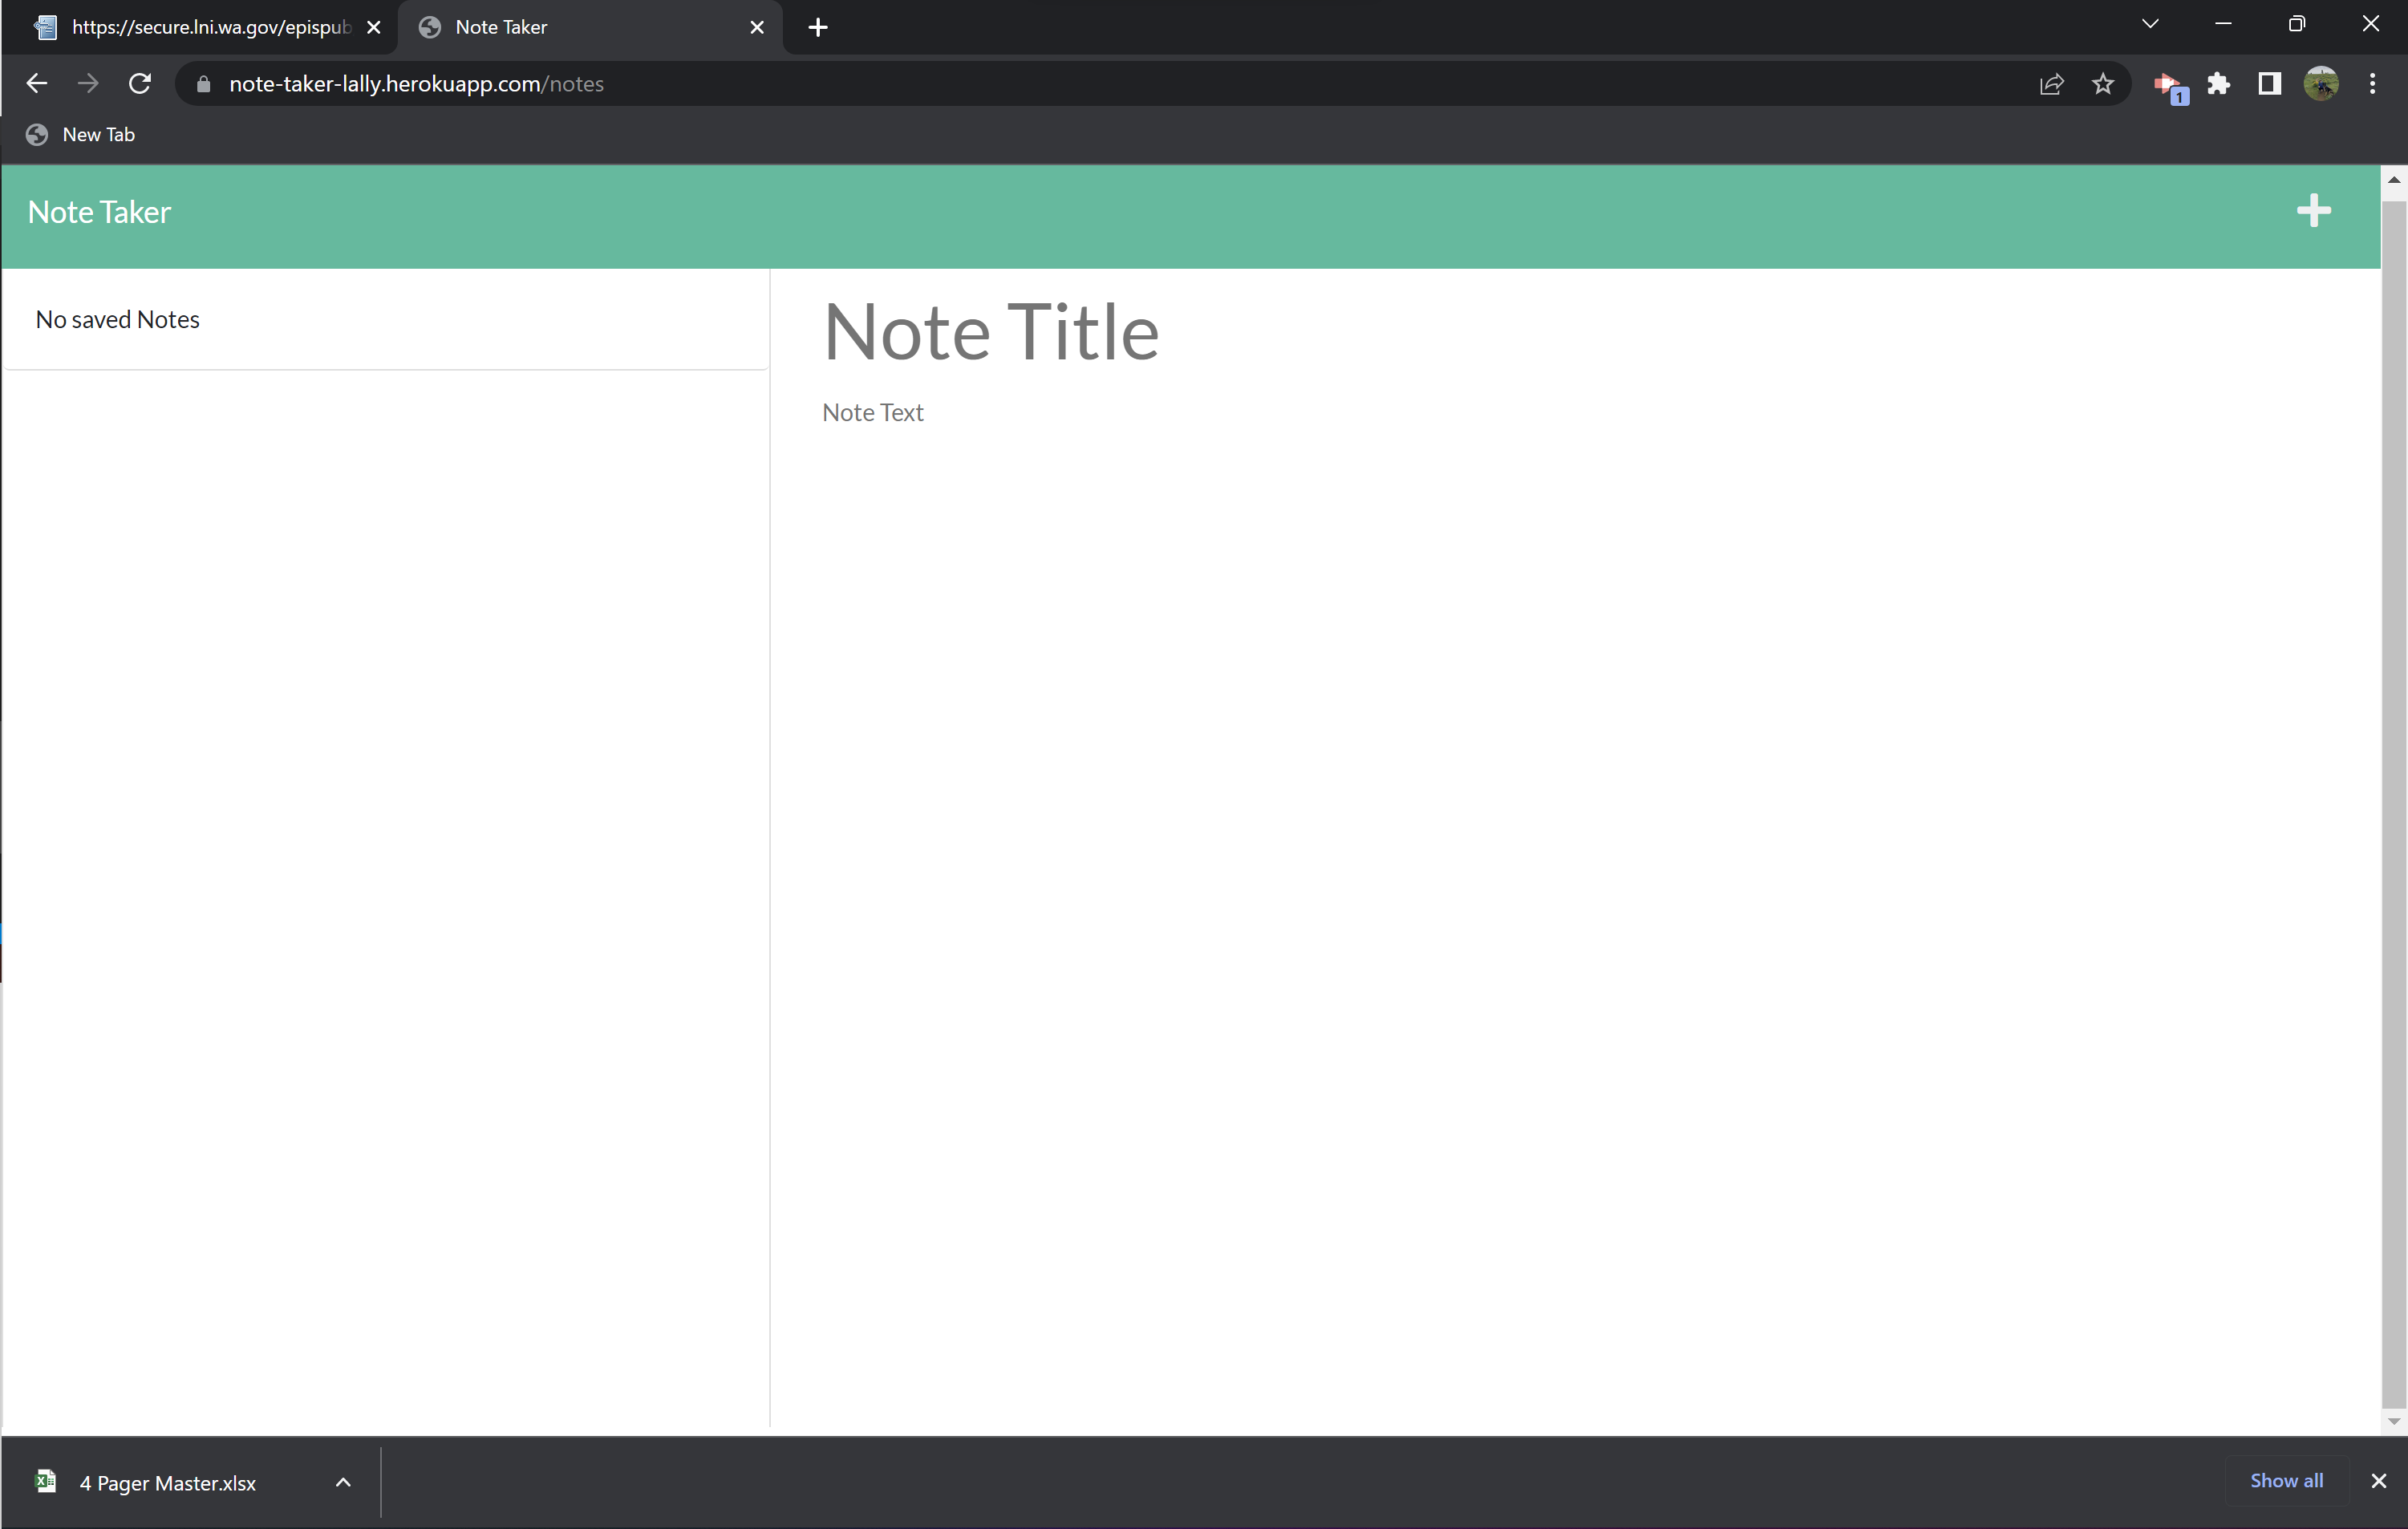 https://secure.lni.wa.gov/epispub
Note Taker
note-taker-lally.herokuapp.com/notes
1
New Tab
Note Taker
No saved Notes
Note Title
Note Text
4 Pager Master.xlsx
Show all